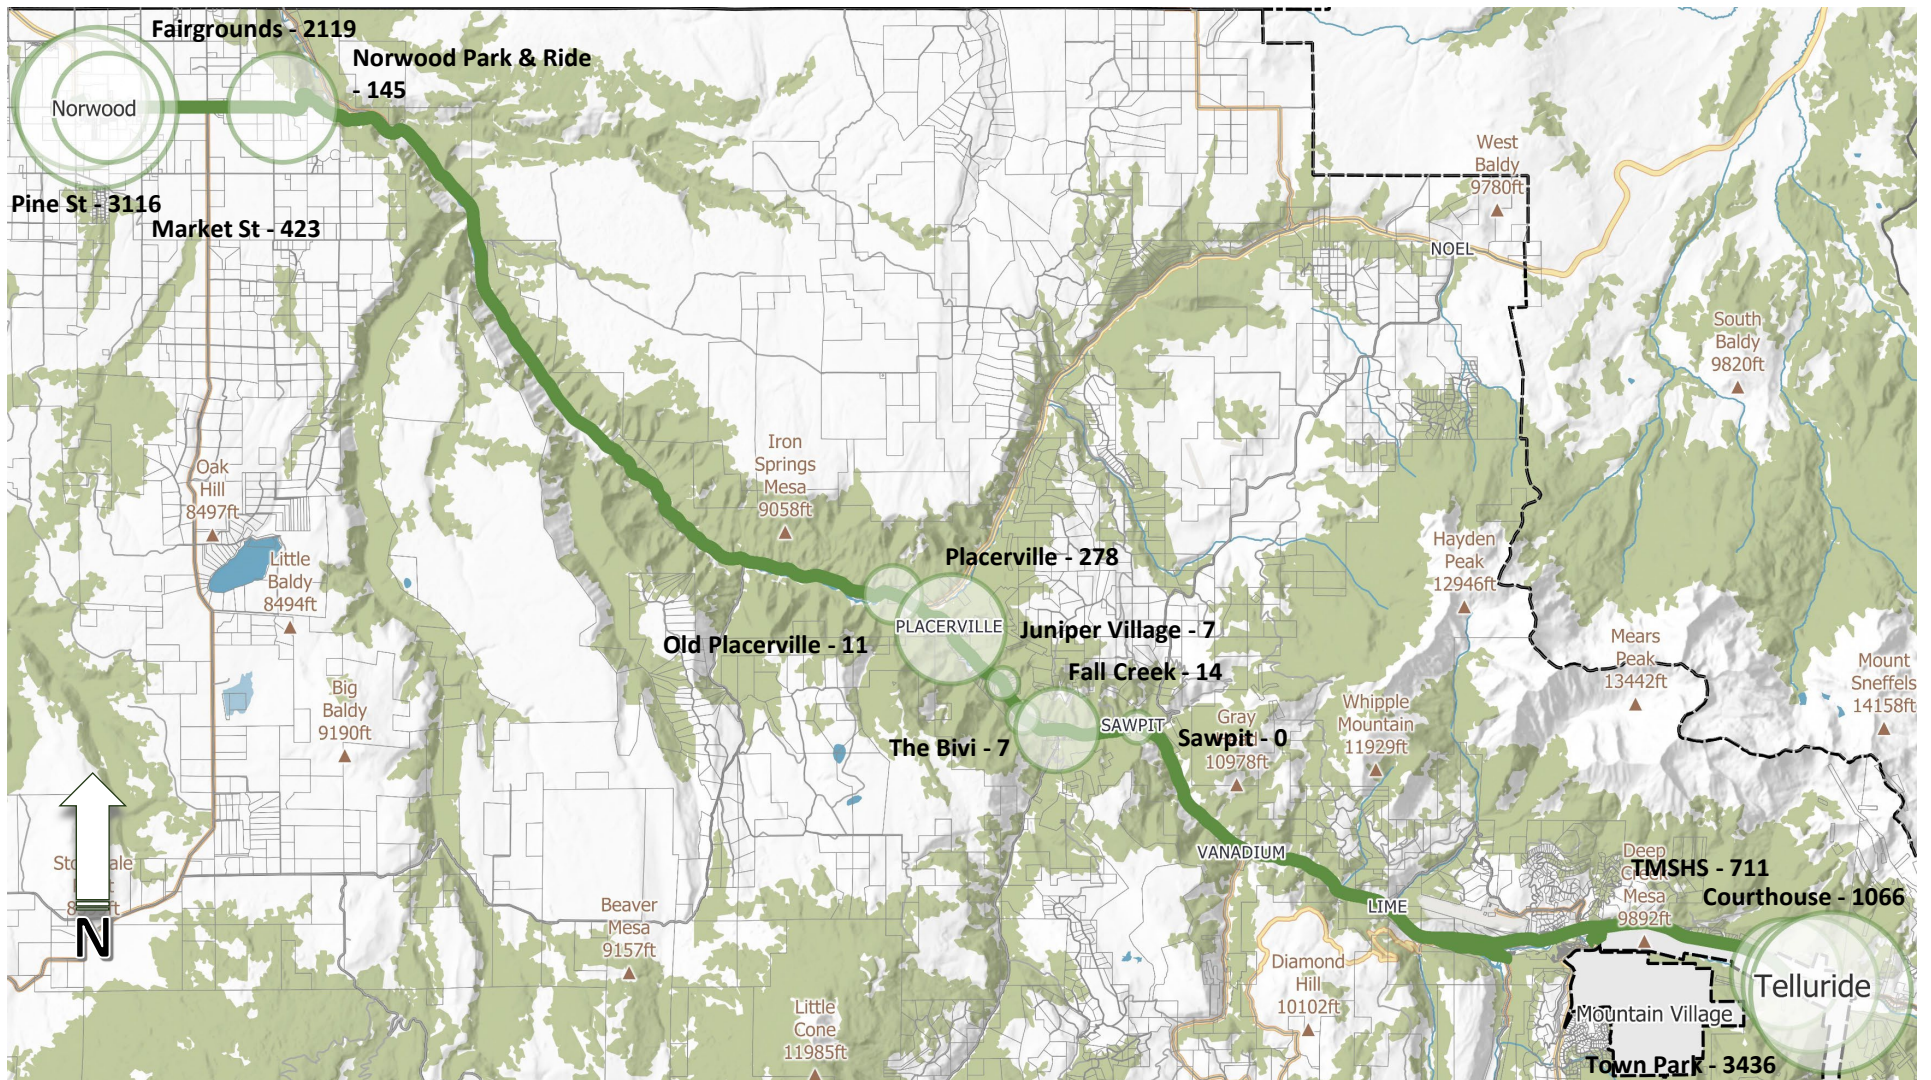 Fairgrounds - 2119
Norwood Park & Ride
- 145
Norwood
Pine St - 3116
Market St - 423
West
Baldy
9780ft
NOEL
South
Baldy
9820ft
Oak
Hill
8497ft
Iron
Springs
Mesa
9058ft
Little
Baldy
8494ft
Hayden
Peak
12946ft
Placerville - 278
PLACERVILLE
Juniper Village - 7
Old Placerville - 11
Fall Creek - 14
Mears
Peak
13442ft
Mount
Sneffels
14158ft
Big
Baldy
9190ft
Whipple
Mountain
11929ft
SAWPIT
Gray
10978ft
Sawpit - 0
The Bivi - 7
VANADIUM
Deep
Creek
Mesa
9892ft
TMSHS - 711
Courthouse - 1066
LIME
N
Beaver
Mesa
9157ft
Diamond
Hill
10102ft
Telluride
Mountain Village
Little
Cone
11985ft
Town Park - 3436